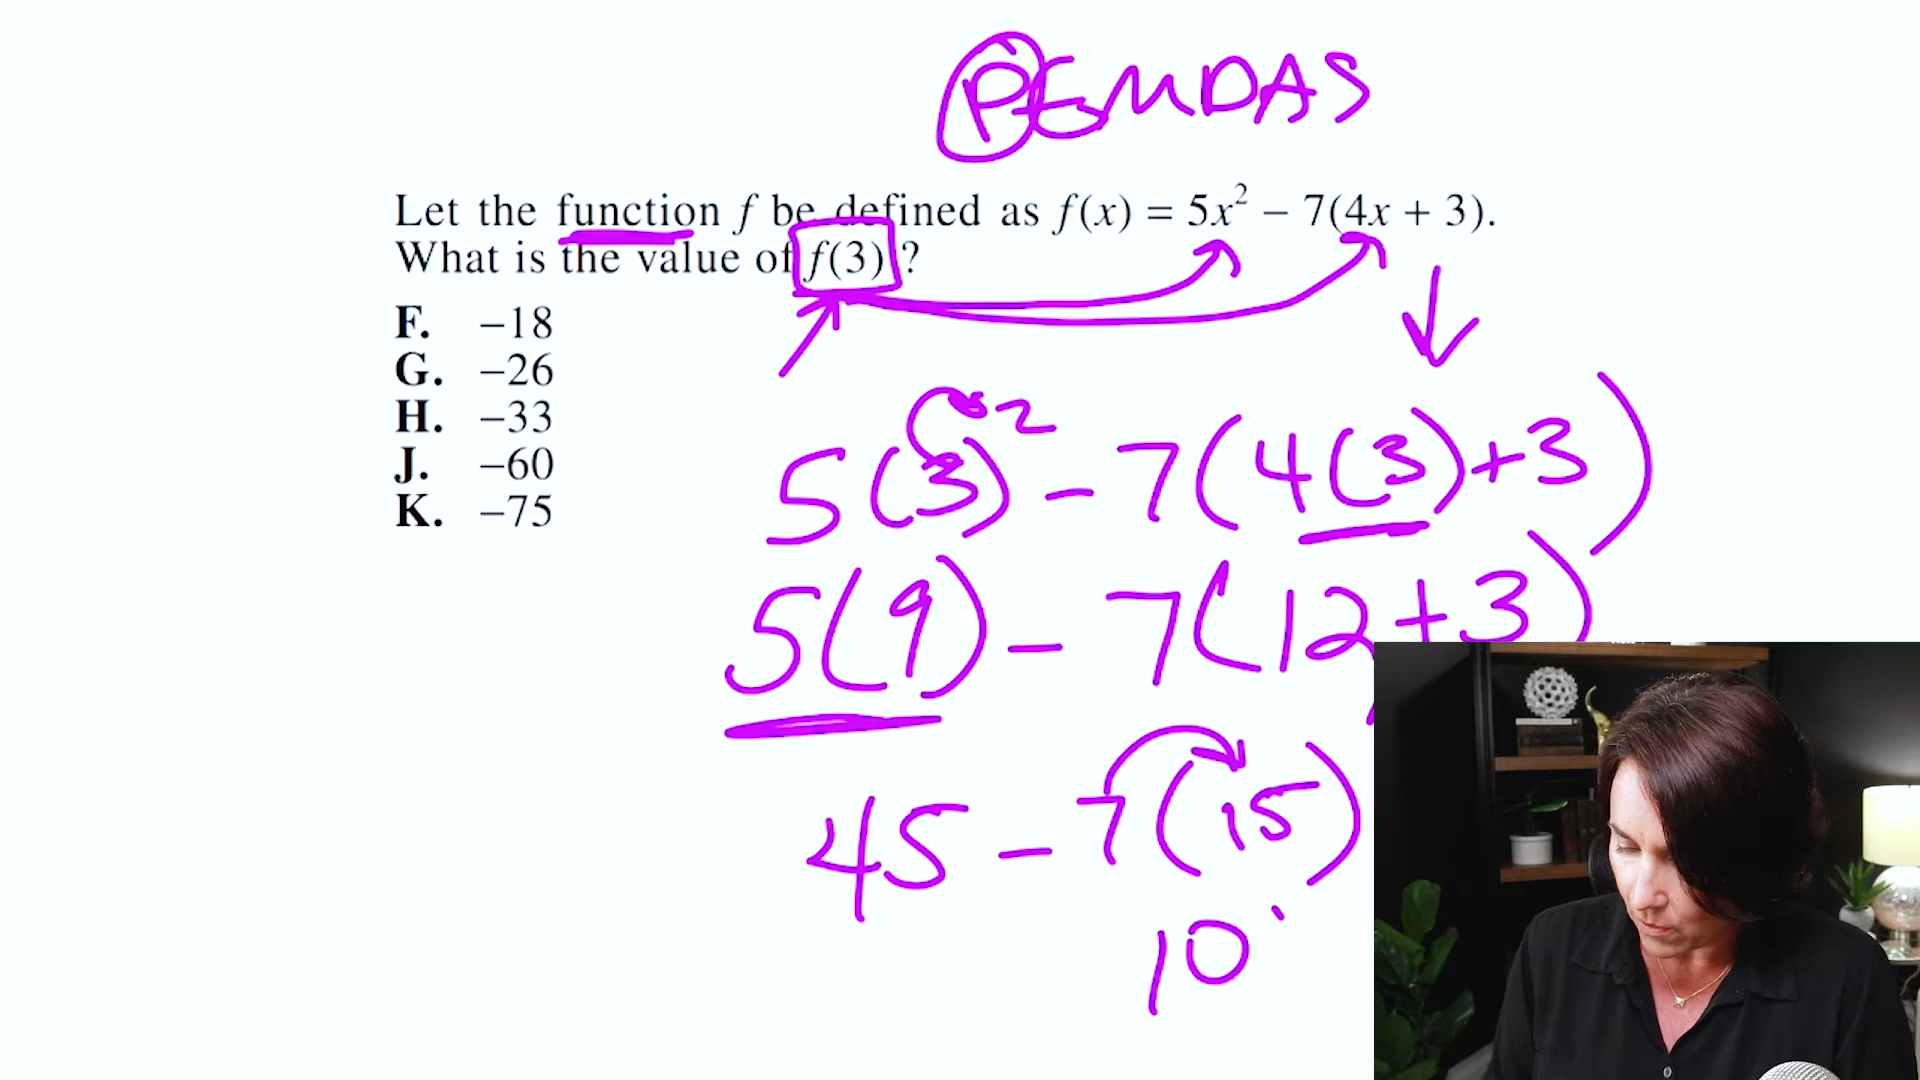 PEMDAS
Let the function f be defined as f(x) = 5x² − 7(4x + 3).
What is the value of f(3) ?
F. −18
G. −26
H. −33
J. −60
K. −75
5(3)² − 7(4(3)+3)
5(9) − 7(12+3)
45 − 7(15)
10